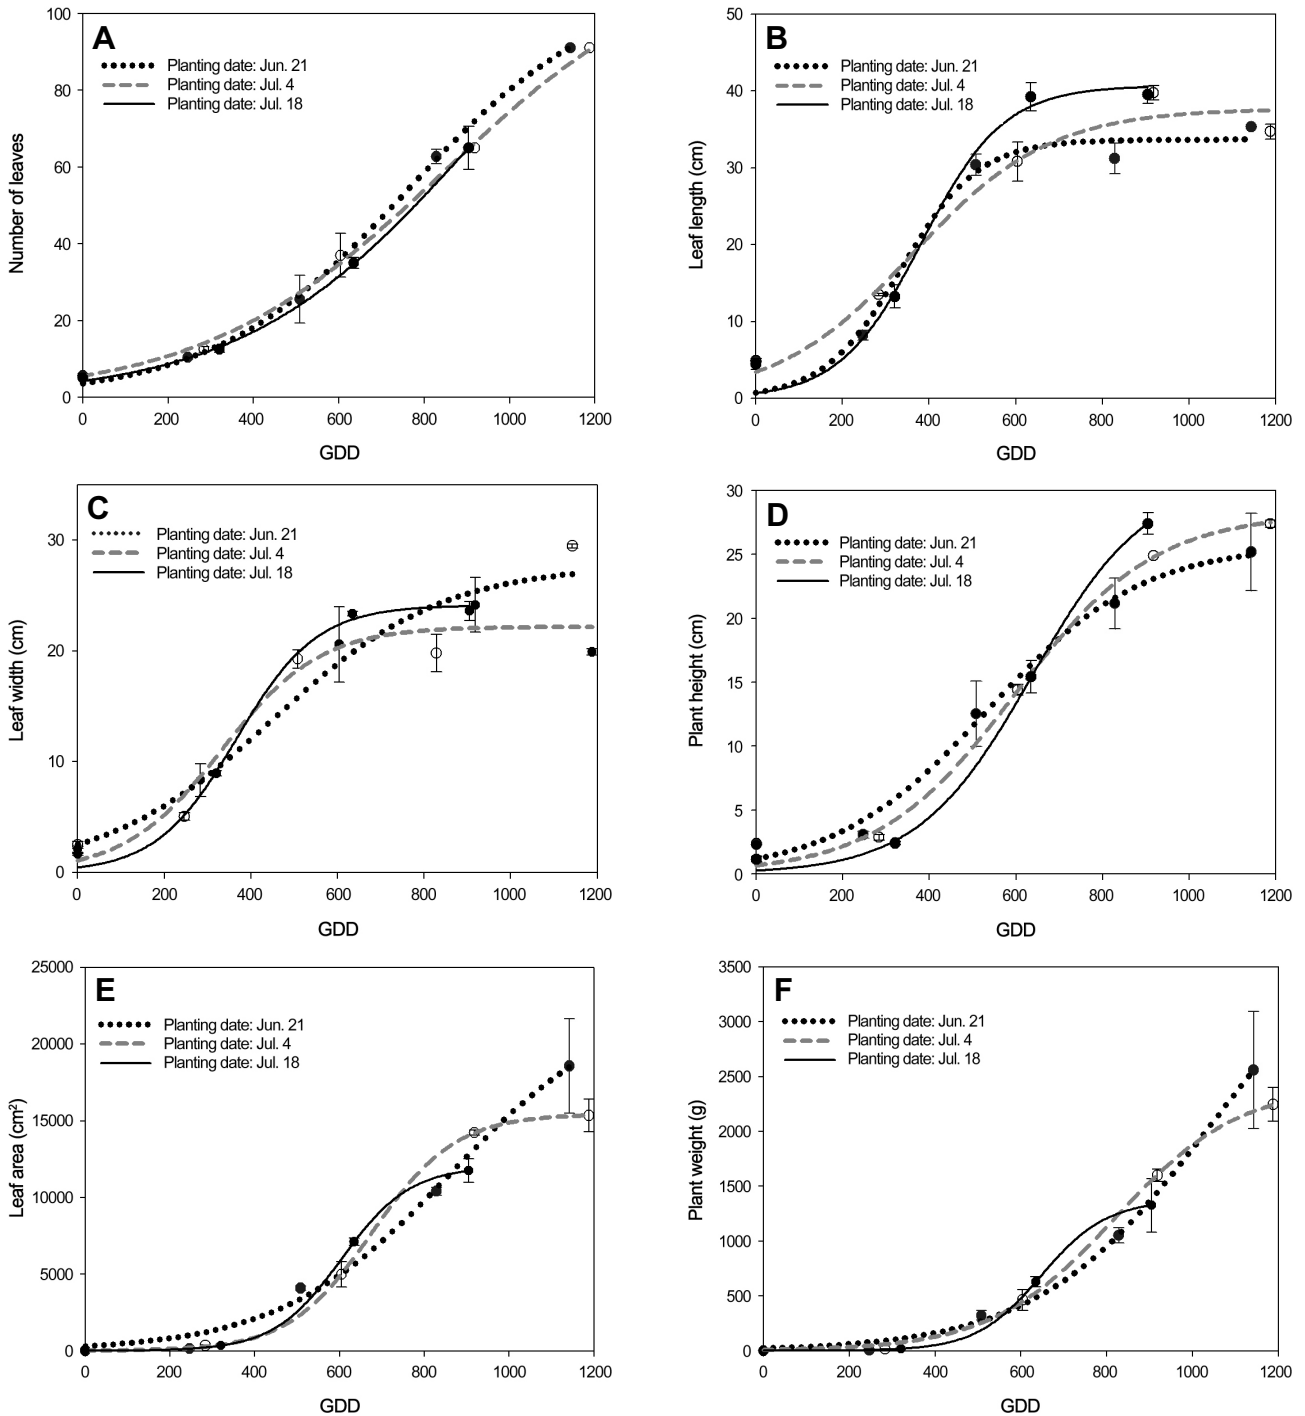 A
Planting date: Jun. 21
Planting date: Jul. 4
Planting date: Jul. 18
Number of leaves
100
80
60
40
20
0
0 200 400 600 800 1000 1200
GDD
B
Planting date: Jun. 21
Planting date: Jul. 4
Planting date: Jul. 18
Leaf length (cm)
50
40
30
20
10
0
0 200 400 600 800 1000 1200
GDD
C
Planting date: Jun. 21
Planting date: Jul. 4
Planting date: Jul. 18
Leaf width (cm)
30
20
10
0
0 200 400 600 800 1000 1200
GDD
D
Planting date: Jun. 21
Planting date: Jul. 4
Planting date: Jul. 18
Plant height (cm)
30
25
20
15
10
5
0
0 200 400 600 800 1000 1200
GDD
E
Planting date: Jun. 21
Planting date: Jul. 4
Planting date: Jul. 18
Leaf area (cm²)
25000
20000
15000
10000
5000
0
0 200 400 600 800 1000 1200
GDD
F
Planting date: Jun. 21
Planting date: Jul. 4
Planting date: Jul. 18
Plant weight (g)
3500
3000
2500
2000
1500
1000
500
0
0 200 400 600 800 1000 1200
GDD